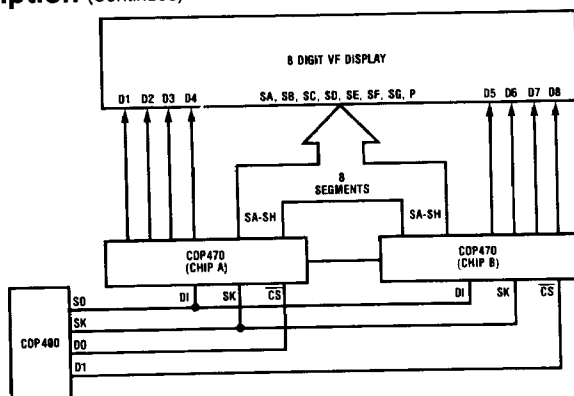 iption (Continued)
8 DIGIT VF DISPLAY
D1 D2 D3 D4
SA, SB, SC, SD, SE, SF, SG, P
D5 D6 D7 D8
8
SEGMENTS
SA-SH
SA-SH
COP470
(CHIP A)
COP470
(CHIP B)
DI SK CS
DI SK CS
COP400
SO
SK
D0
D1